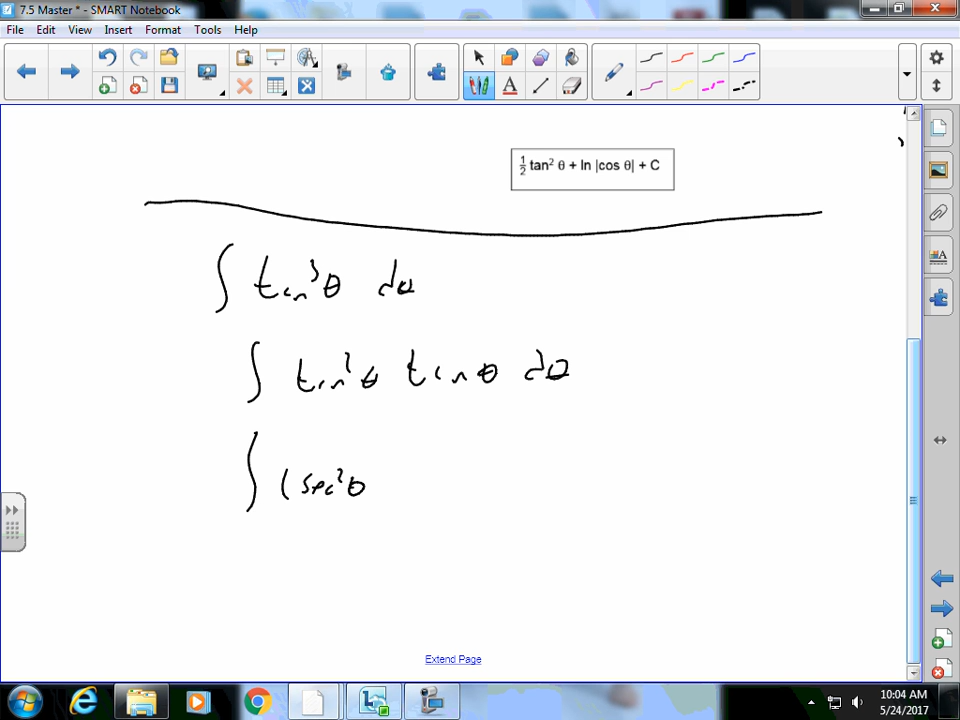 7.5 Master * - SMART Notebook
File Edit View Insert Format Tools Help
½ tan² θ + ln |cos θ| + C
∫ tan³θ dθ
∫ tan²θ tanθ dθ
∫ (sec²θ
Extend Page
10:04 AM
5/24/2017